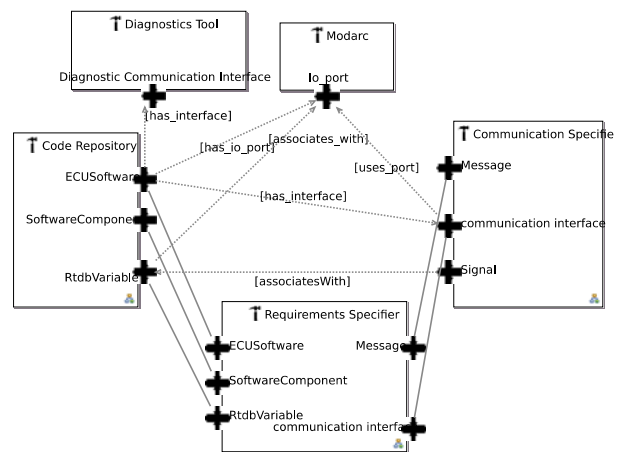 Diagnostics Tool
Modarc
Diagnostic Communication Interface
Io_port
[has_interface]
[has_io_port]
[associates_with]
Communication Specifie
Code Repository
Message
[uses_port]
ECUSoftware
[has_interface]
SoftwareCompone
communication interface
Signal
RtdbVariable
[associatesWith]
Requirements Specifier
ECUSoftware
Message
SoftwareComponent
RtdbVariable
communication interfa